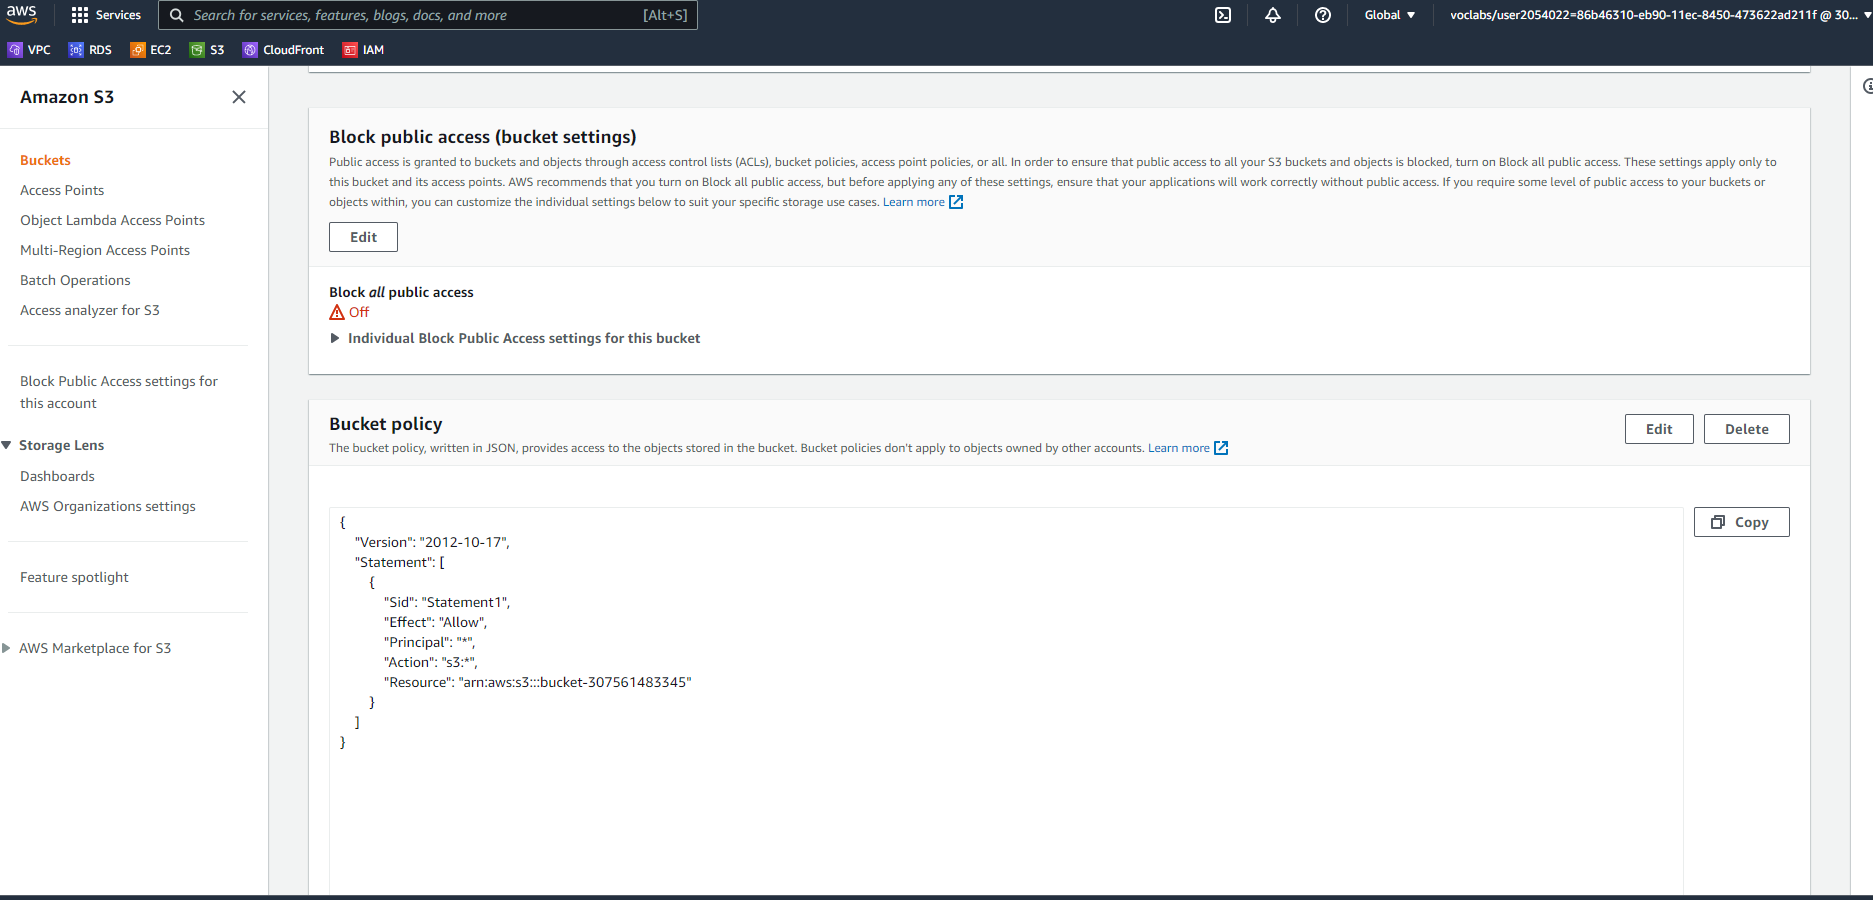 aws
Services
Search for services, features, blogs, docs, and more
[Alt+S]
Global
voclabs/user2054022=86b46310-eb90-11ec-8450-473622ad211f @ 30...
VPC
RDS
EC2
S3
CloudFront
IAM
Amazon S3
Buckets
Access Points
Object Lambda Access Points
Multi-Region Access Points
Batch Operations
Access analyzer for S3
Block Public Access settings for
this account
Storage Lens
Dashboards
AWS Organizations settings
Feature spotlight
AWS Marketplace for S3
Block public access (bucket settings)
Public access is granted to buckets and objects through access control lists (ACLs), bucket policies, access point policies, or all. In order to ensure that public access to all your S3 buckets and objects is blocked, turn on Block all public access. These settings apply only to
this bucket and its access points. AWS recommends that you turn on Block all public access, but before applying any of these settings, ensure that your applications will work correctly without public access. If you require some level of public access to your buckets or
objects within, you can customize the individual settings below to suit your specific storage use cases. Learn more
Edit
Block all public access
Off
Individual Block Public Access settings for this bucket
Bucket policy
The bucket policy, written in JSON, provides access to the objects stored in the bucket. Bucket policies don't apply to objects owned by other accounts. Learn more
Edit
Delete
Copy
{
"Version": "2012-10-17",
"Statement": [
{
"Sid": "Statement1",
"Effect": "Allow",
"Principal": "*",
"Action": "s3:*",
"Resource": "arn:aws:s3:::bucket-307561483345"
}
]
}